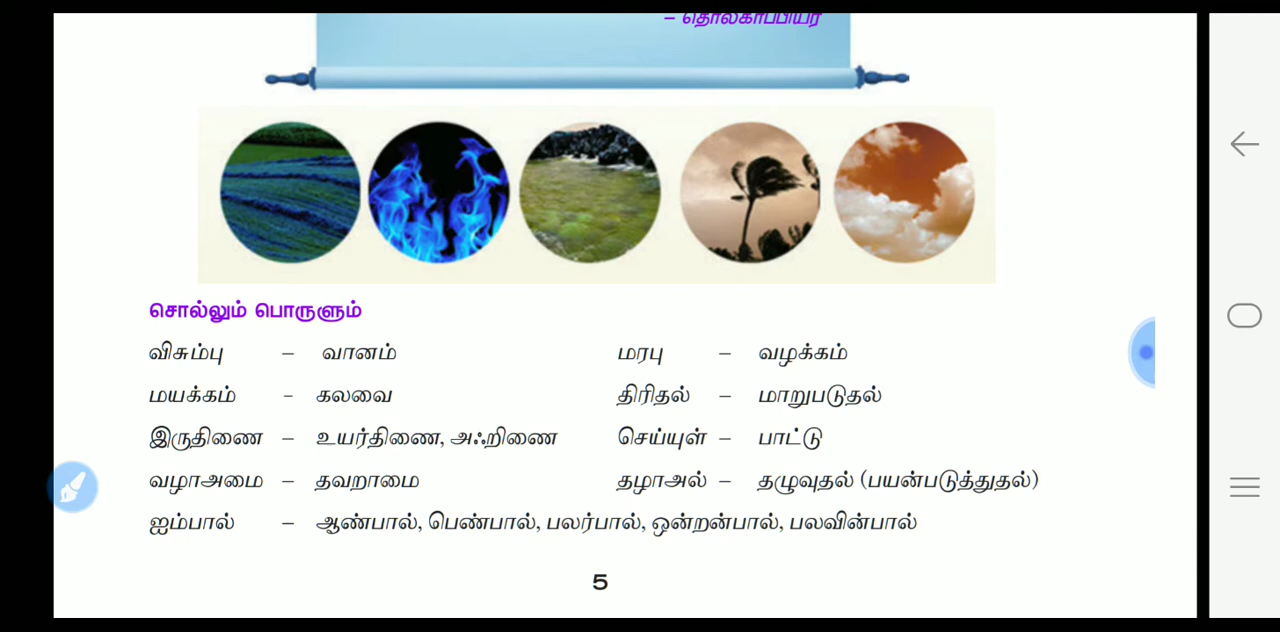 – தொல்காப்பியர்
சொல்லும் பொருளும்
விசும்பு – வானம் மரபு – வழக்கம்
மயக்கம் - கலவை திரிதல் – மாறுபடுதல்
இருதிணை – உயர்திணை, அஃறிணை செய்யுள் – பாட்டு
வழாஅமை – தவறாமை தழாஅல் – தழுவுதல் (பயன்படுத்துதல்)
ஐம்பால் – ஆண்பால், பெண்பால், பலர்பால், ஒன்றன்பால், பலவின்பால்
5